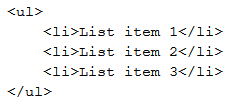 <ul>
    <li>List item 1</li>
    <li>List item 2</li>
    <li>List item 3</li>
</ul>